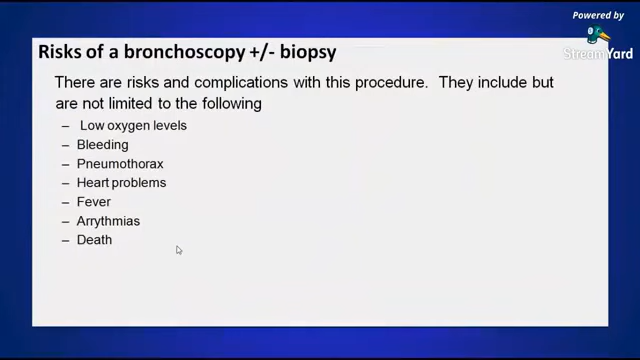 Powered by
StreamYard
Risks of a bronchoscopy +/- biopsy
There are risks and complications with this procedure. They include but
are not limited to the following
– Low oxygen levels
– Bleeding
– Pneumothorax
– Heart problems
– Fever
– Arrythmias
– Death